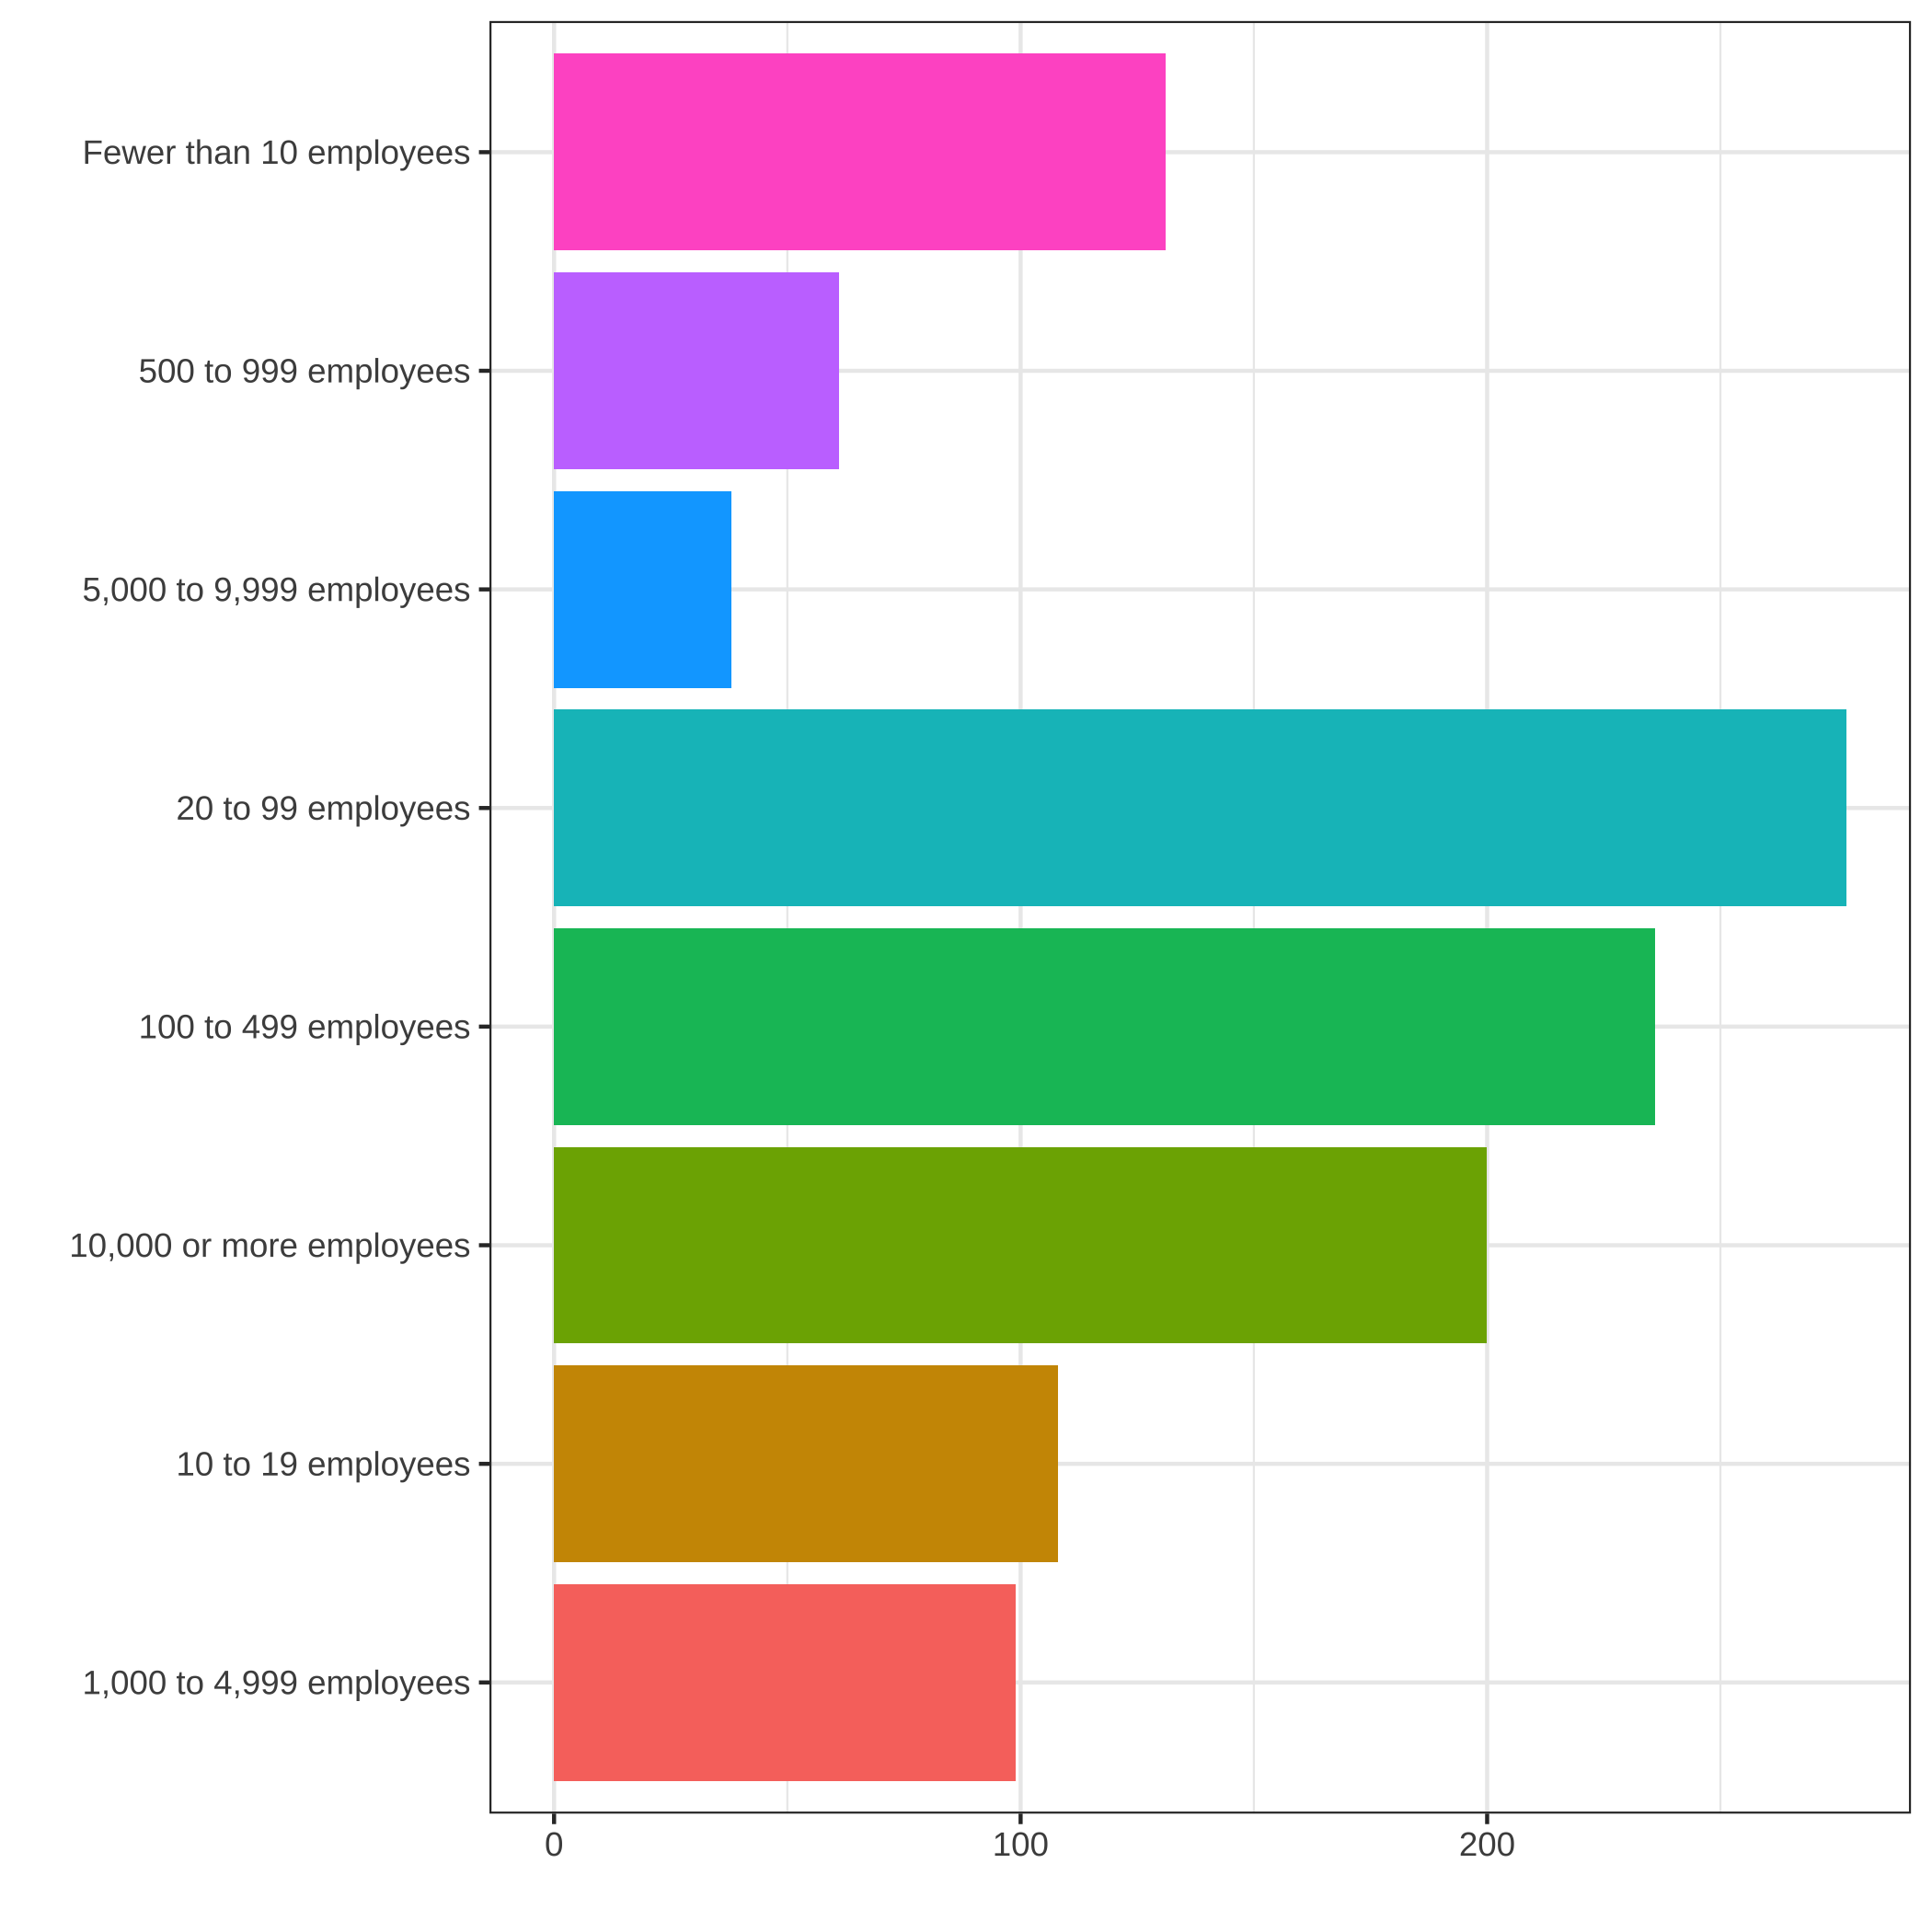 Fewer than 10 employees
500 to 999 employees
5,000 to 9,999 employees
20 to 99 employees
100 to 499 employees
10,000 or more employees
10 to 19 employees
1,000 to 4,999 employees
0 100 200